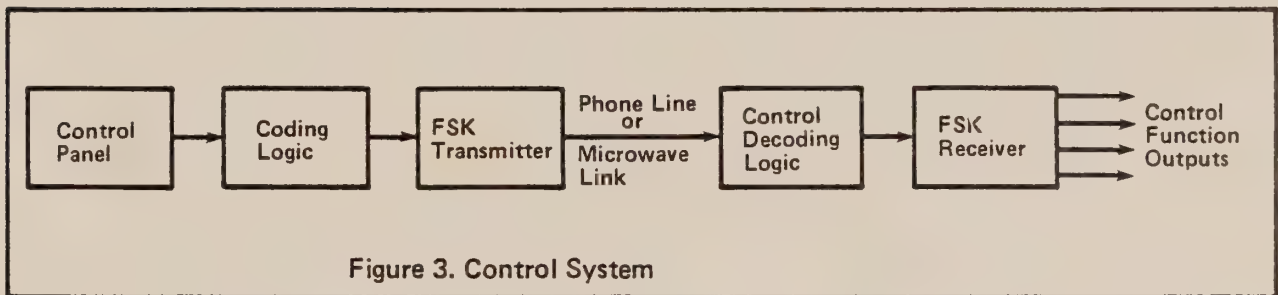 Control
Panel
Coding
Logic
FSK
Transmitter
Phone Line
or
Microwave
Link
Control
Decoding
Logic
FSK
Receiver
Control
Function
Outputs
Figure 3. Control System